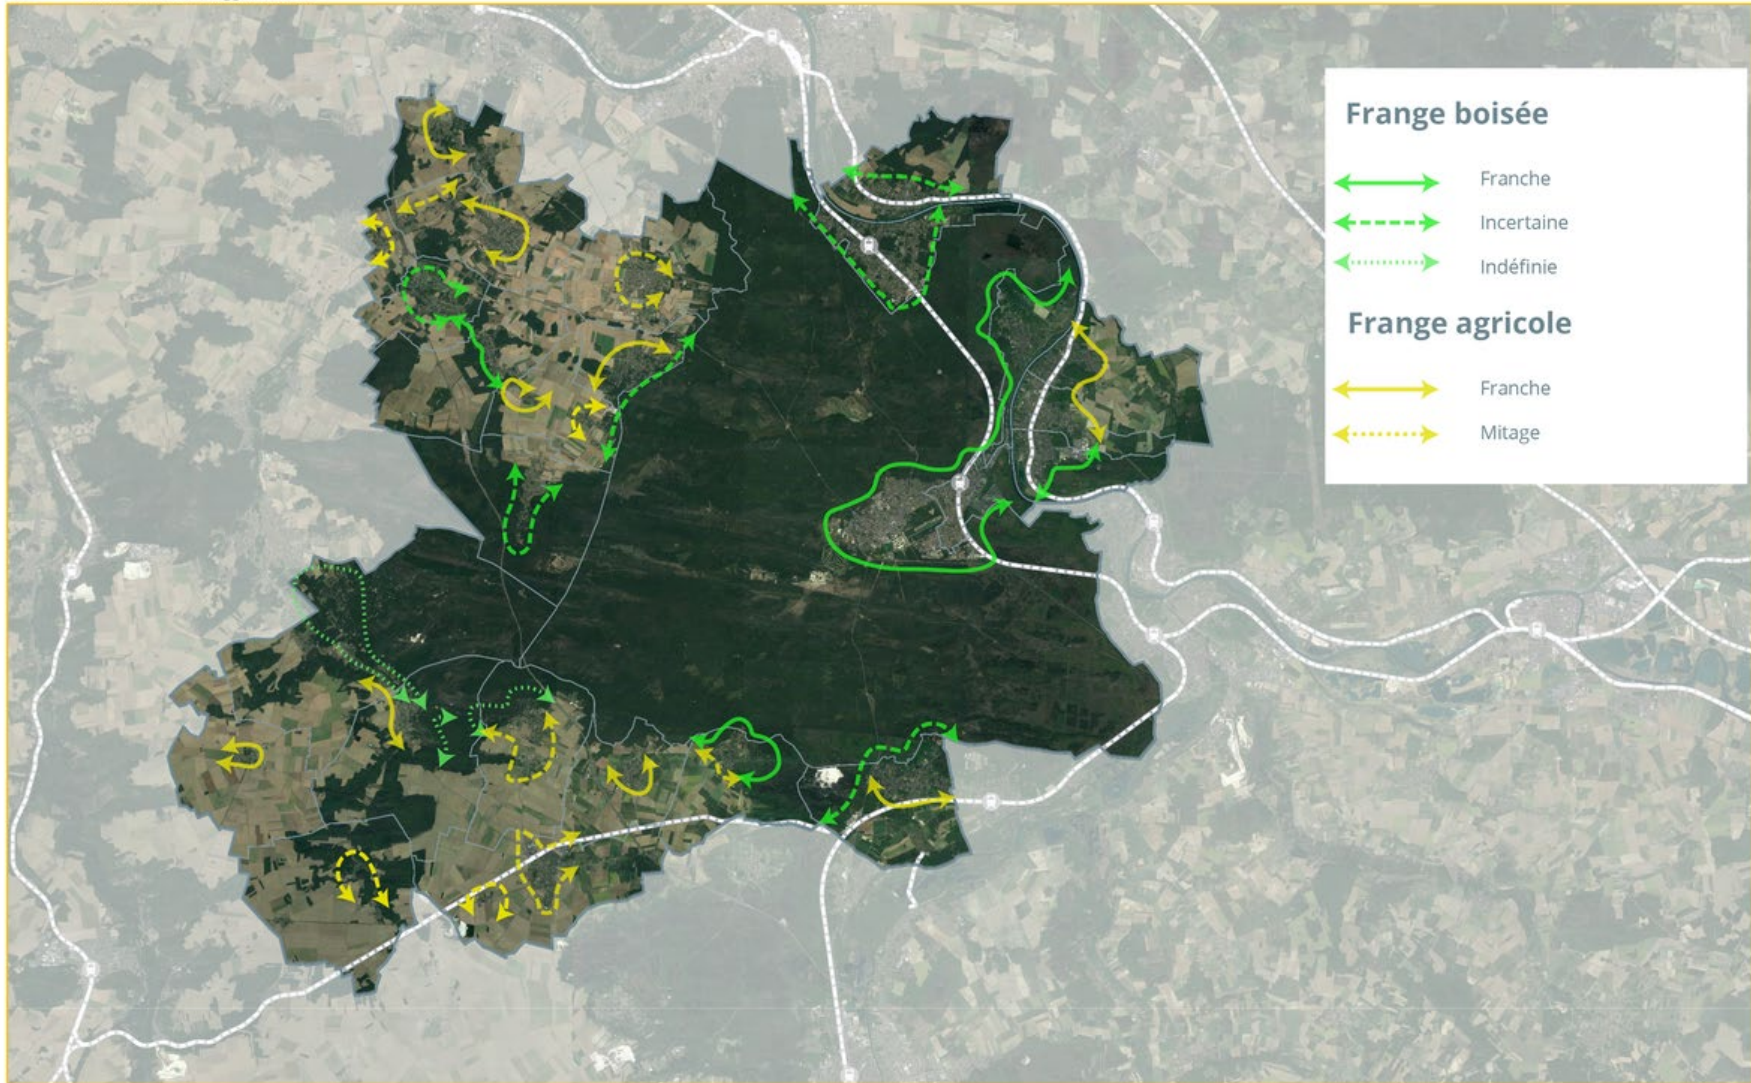 Frange boisée
Franche
Incertaine
Indéfinie
Frange agricole
Franche
Mitage